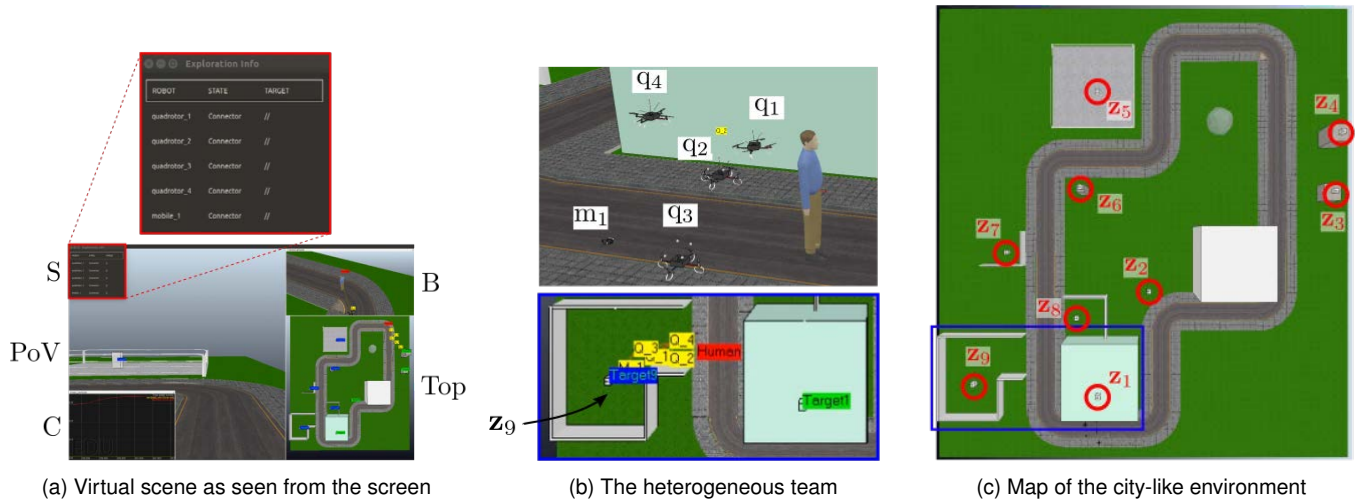 Exploration Info
ROBOT STATE TARGET
quadrotor_1 Connector //
quadrotor_2 Connector //
quadrotor_3 Connector //
quadrotor_4 Connector //
mobile_1 Connector //
S
B
PoV
Top
C
(a) Virtual scene as seen from the screen
q4
q1
q2
Q_2
m1
q3
Q_3
Q_4
Q_2
Human
Target3
Target1
z9
(b) The heterogeneous team
z5
z4
z6
z3
z7
z2
z8
z9
z1
(c) Map of the city-like environment